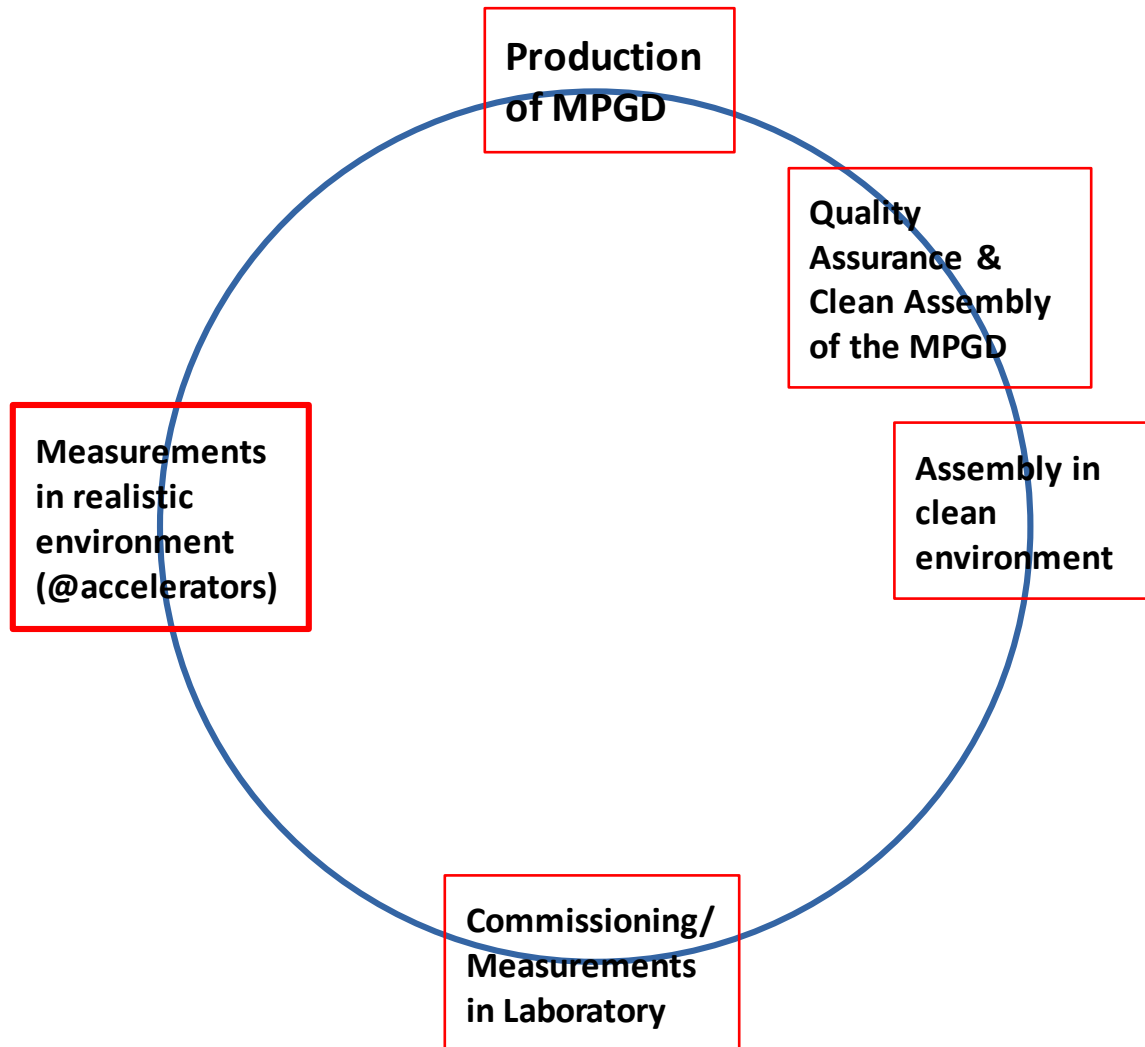 Production
of MPGD
Quality
Assurance &
Clean Assembly
of the MPGD
Assembly in
clean
environment
Measurements
in realistic
environment
(@accelerators)
Commissioning/
Measurements
in Laboratory